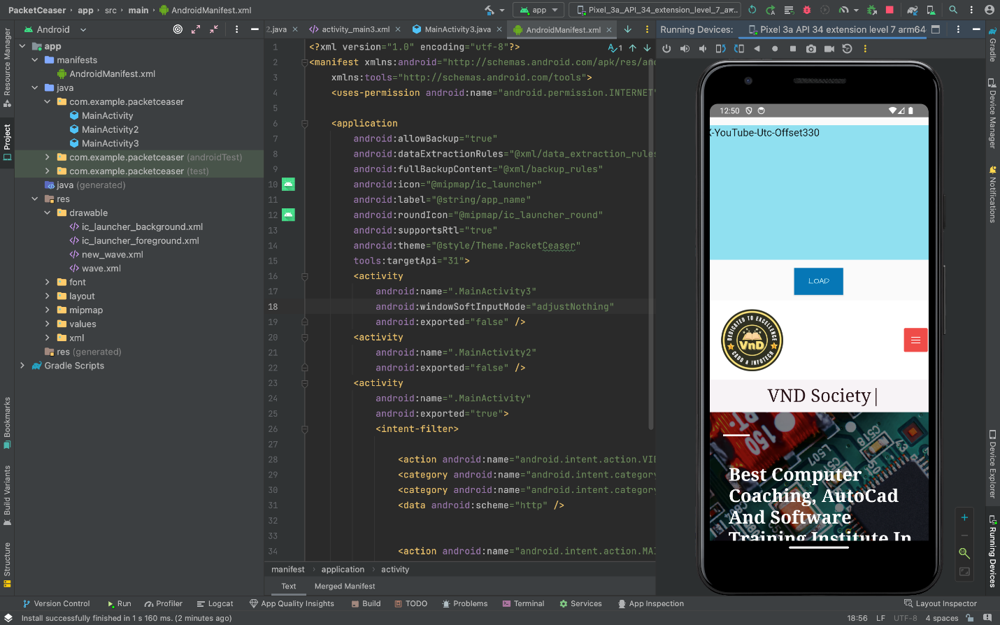 PacketCeaser app src main AndroidManifest.xml
app Pixel_3a_API_34_extension_level_7_arm...
Android
2.java activity_main3.xml MainActivity3.java AndroidManifest.xml
Running Devices: Pixel 3a API 34 extension level 7 arm64
Resource Manager
Project
Bookmarks
Build Variants
Structure
app
manifests
AndroidManifest.xml
java
com.example.packetceaser
MainActivity
MainActivity2
MainActivity3
com.example.packetceaser (androidTest)
com.example.packetceaser (test)
java (generated)
res
drawable
ic_launcher_background.xml
ic_launcher_foreground.xml
new_wave.xml
wave.xml
font
layout
mipmap
values
xml
res (generated)
Gradle Scripts
1
1 <?xml version="1.0" encoding="utf-8"?>
2 <manifest xmlns:android="http://schemas.android.com/apk/res/and
3 xmlns:tools="http://schemas.android.com/tools">
4 <uses-permission android:name="android.permission.INTERNET"
5
6 <application
7 android:allowBackup="true"
8 android:dataExtractionRules="@xml/data_extraction_rules
9 android:fullBackupContent="@xml/backup_rules"
10 android:icon="@mipmap/ic_launcher"
11 android:label="@string/app_name"
12 android:roundIcon="@mipmap/ic_launcher_round"
13 android:supportsRtl="true"
14 android:theme="@style/Theme.PacketCeaser"
15 tools:targetApi="31">
16 <activity
17 android:name=".MainActivity3"
18 android:windowSoftInputMode="adjustNothing"
19 android:exported="false" />
20 <activity
21 android:name=".MainActivity2"
22 android:exported="false" />
23 <activity
24 android:name=".MainActivity"
25 android:exported="true">
26 <intent-filter>
27
28 <action android:name="android.intent.action.VIE
29 <category android:name="android.intent.category
30 <category android:name="android.intent.category
31 <data android:scheme="http" />
32
33
34 <action android:name="android.intent.action.MAI
manifest application activity
Text Merged Manifest
12:50
X-YouTube-Utc-Offset330
LOAD
DEDICATED TO EXCELLENCE
VnD
CADD & INFOTECH
VND Society|
RT:
150
L507
Best Computer
Coaching, AutoCad
And Software
Training Institute In
Gradle
Device Manager
Notifications
Device Explorer
Running Devices
Version Control Run Profiler Logcat App Quality Insights Build TODO Problems Terminal Services App Inspection Layout Inspector
Install successfully finished in 1 s 160 ms. (2 minutes ago) 18:56 LF UTF-8 4 spaces